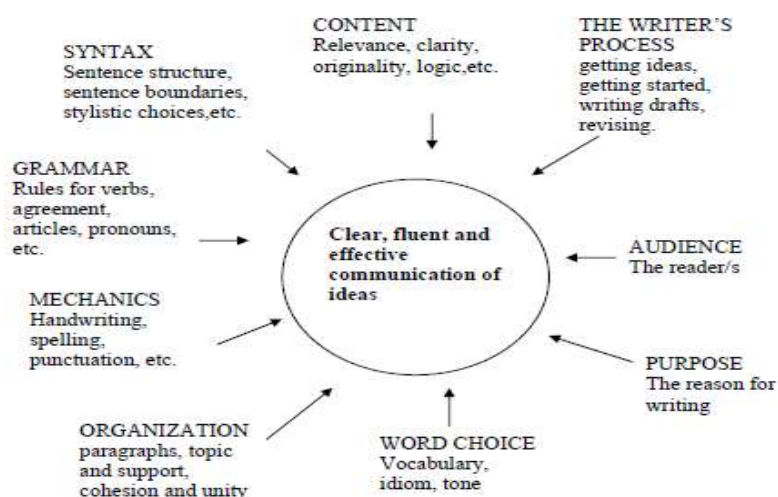 CONTENT
Relevance, clarity,
originality, logic,etc.
THE WRITER'S
PROCESS
getting ideas,
getting started,
writing drafts,
revising.
SYNTAX
Sentence structure,
sentence boundaries,
stylistic choices,etc.
GRAMMAR
Rules for verbs,
agreement,
articles, pronouns,
etc.
Clear, fluent and
effective
communication of
ideas
AUDIENCE
The reader/s
MECHANICS
Handwriting,
spelling,
punctuation, etc.
PURPOSE
The reason for
writing
ORGANIZATION
paragraphs, topic
and support,
cohesion and unity
WORD CHOICE
Vocabulary,
idiom, tone